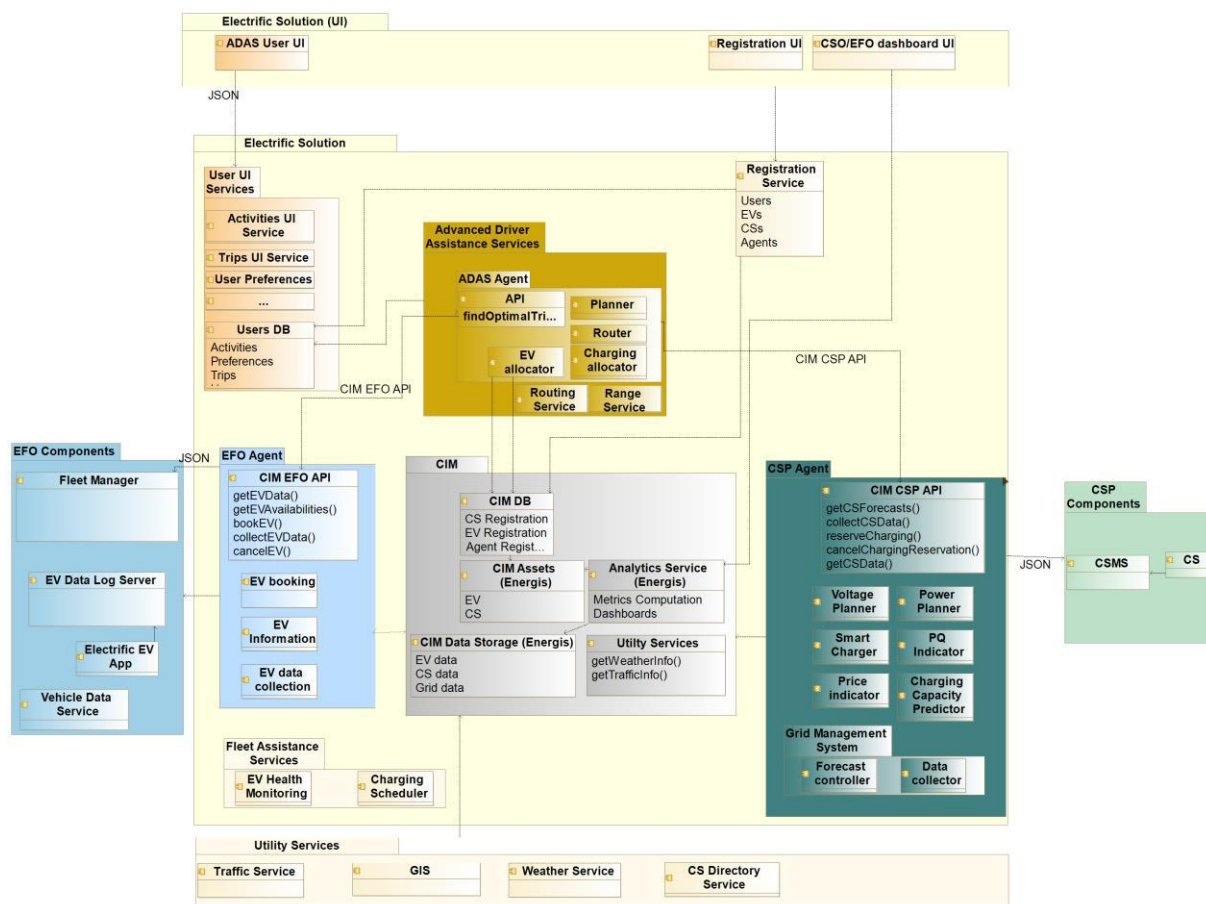 Electrific Solution (UI)
ADAS User UI
Registration UI
CSO/EFO dashboard UI
JSON
Electrific Solution
User UI
Services
Activities UI
Service
Trips UI Service
User Preferences
...
Users DB
Activities
Preferences
Trips
Registration
Service
Users
EVs
CSs
Agents
Advanced Driver
Assistance Services
ADAS Agent
API
findOptimalTri...
Planner
Router
EV
allocator
Charging
allocator
Routing
Service
Range
Service
CIM EFO API
CIM CSP API
EFO Components
Fleet Manager
EV Data Log Server
Electrific EV
App
Vehicle Data
Service
JSON
EFO Agent
CIM EFO API
getEVData()
getEVAvailabilities()
bookEV()
collectEVData()
cancelEV()
EV booking
EV
Information
EV data
collection
CIM
CIM DB
CS Registration
EV Registration
Agent Regist...
CIM Assets
(Energis)
EV
CS
Analytics Service
(Energis)
Metrics Computation
Dashboards
CIM Data Storage (Energis)
EV data
CS data
Grid data
Utility Services
getWeatherInfo()
getTrafficInfo()
CSP Agent
CIM CSP API
getCSForecasts()
collectCSData()
reserveCharging()
cancelChargingReservation()
getCSData()
Voltage
Planner
Power
Planner
Smart
Charger
PQ
Indicator
Price
indicator
Charging
Capacity
Predictor
Grid Management
System
Forecast
controller
Data
collector
JSON
CSP
Components
CSMS
CS
Fleet Assistance
Services
EV Health
Monitoring
Charging
Scheduler
Utility Services
Traffic Service
GIS
Weather Service
CS Directory
Service